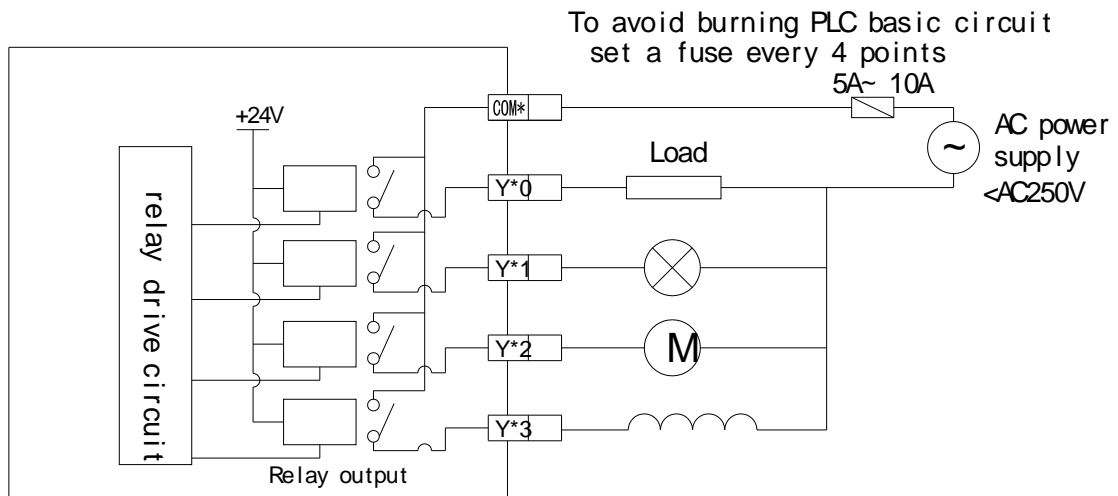 To avoid burning PLC basic circuit
set a fuse every 4 points
5A~ 10A
COM*
+24V
AC power
supply
<AC250V
~
Load
Y*0
relay drive circuit
Y*1
Y*2
M
Y*3
Relay output